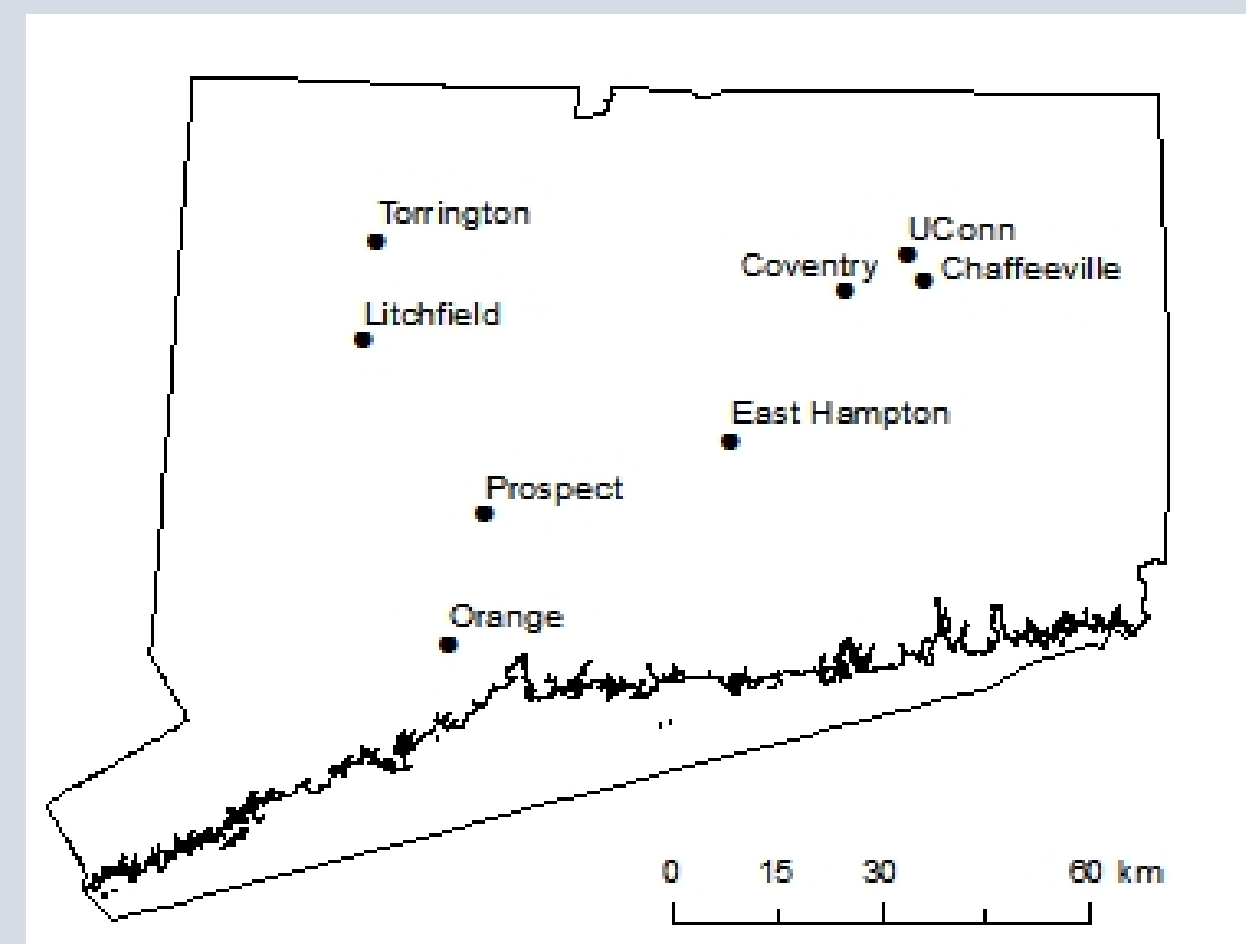 Torrington
UConn
Coventry
Chaffeeville
Litchfield
East Hampton
Prospect
Orange
0 15 30 60 km